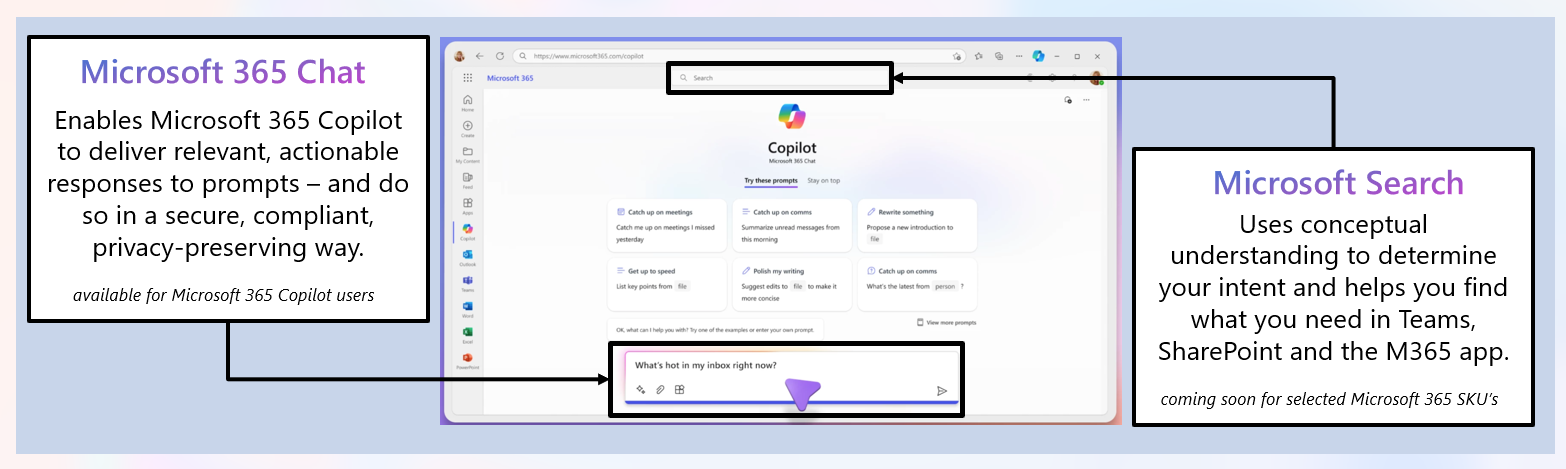 Microsoft 365 Chat
Enables Microsoft 365 Copilot
to deliver relevant, actionable
responses to prompts – and do
so in a secure, compliant,
privacy-preserving way.
available for Microsoft 365 Copilot users
https://www.microsoft365.com/copilot
Microsoft 365
Search
Home
Create
My Content
Feed
Apps
Copilot
Outlook
Teams
Word
Excel
PowerPoint
Copilot
Microsoft 365 Chat
Try these prompts Stay on top
Catch up on meetings
Catch me up on meetings I missed
yesterday
Catch up on comms
Summarize unread messages from
this morning
Rewrite something
Propose a new introduction to
file
Get up to speed
List key points from file
Polish my writing
Suggest edits to file to make it
more concise
Catch up on comms
What's the latest from person ?
View more prompts
OK, what can I help you with? Try one of the examples or enter your own prompt.
What's hot in my inbox right now?
Microsoft Search
Uses conceptual
understanding to determine
your intent and helps you find
what you need in Teams,
SharePoint and the M365 app.
coming soon for selected Microsoft 365 SKU's